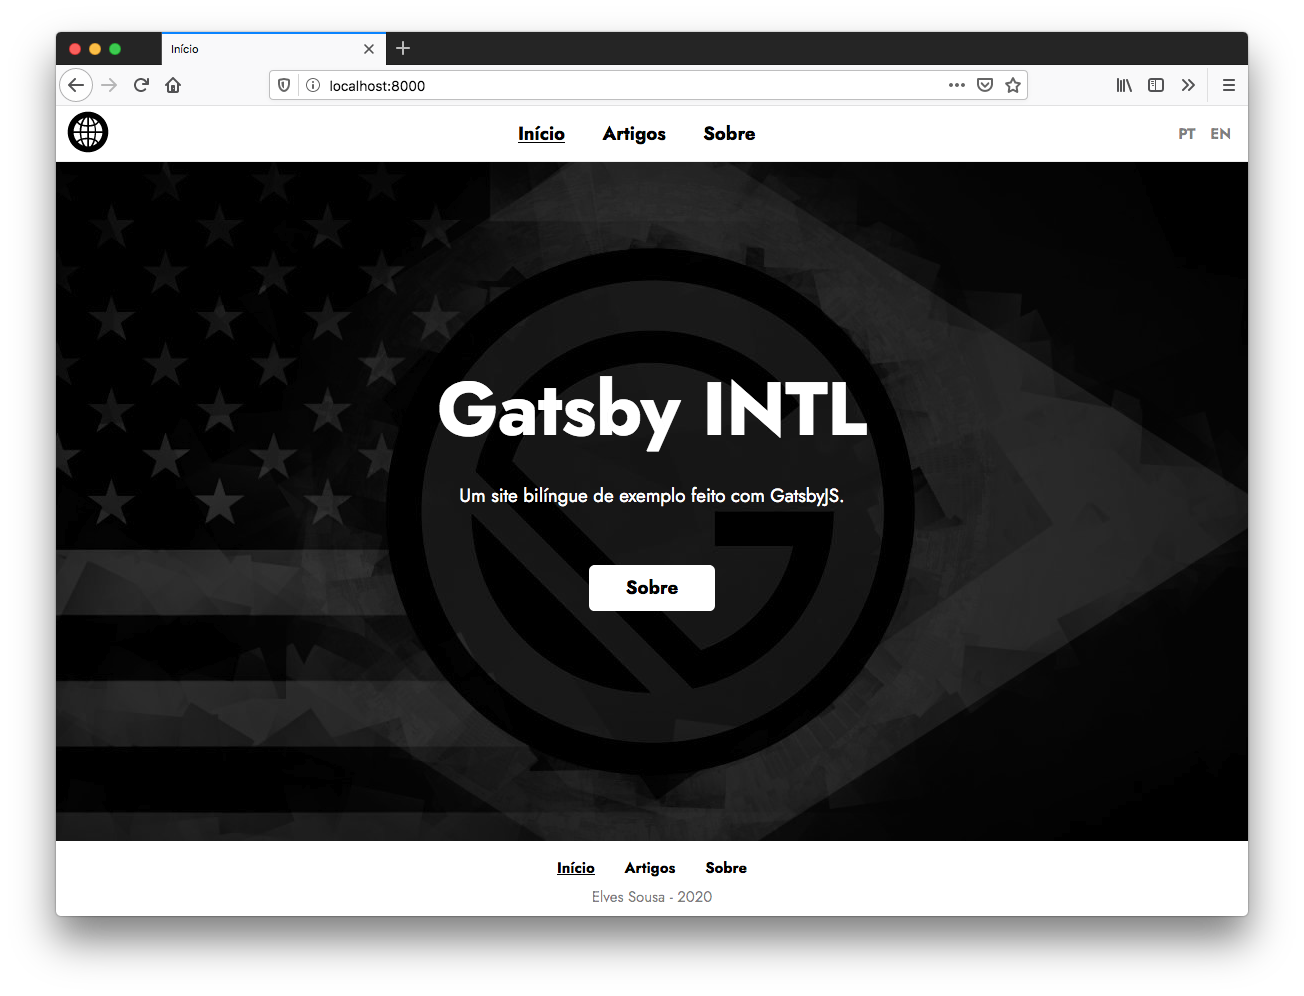 Início
localhost:8000
Início Artigos Sobre PT EN
Gatsby INTL
Um site bilíngue de exemplo feito com GatsbyJS.
Sobre
Início Artigos Sobre
Elves Sousa - 2020